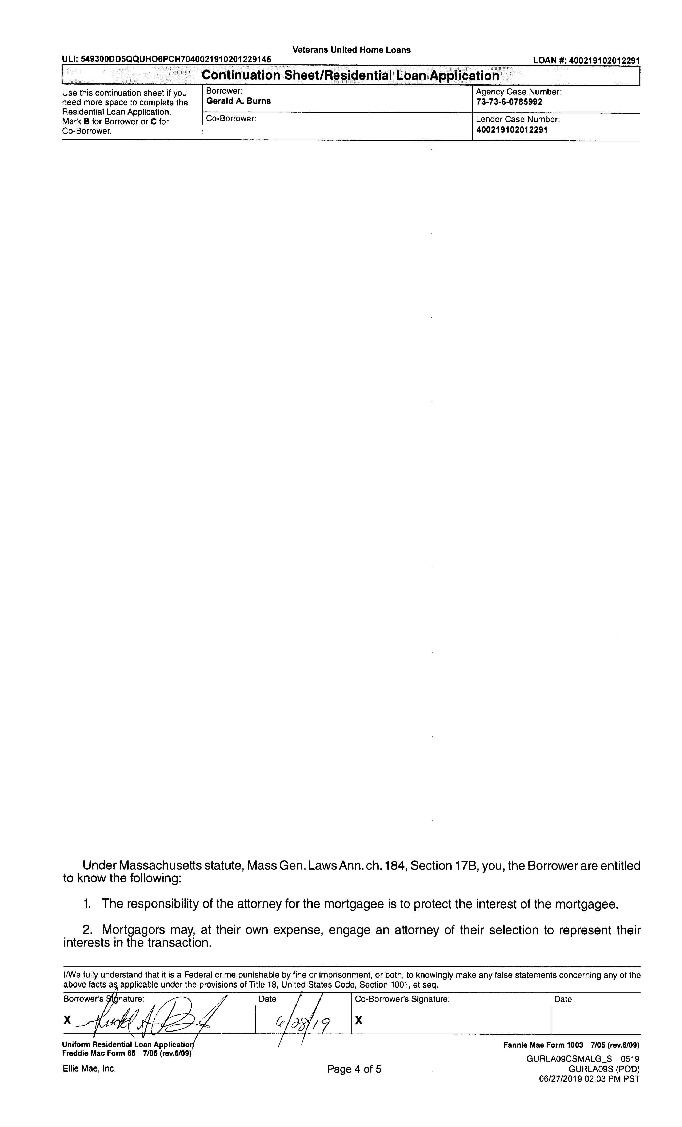 Veterans United Home Loans
ULI: 549300DD5QQUHO6PCH7040021910201229145 LOAN #: 400219102012291
Continuation Sheet/Residential Loan Application
Use this continuation sheet if you
need more space to complete the
Residential Loan Application.
Mark B for Borrower or C for
Co-Borrower.
Borrower:
Gerald A. Burns
Co-Borrower:
Agency Case Number:
73-73-6-0785992
Lender Case Number:
400219102012291
Under Massachusetts statute, Mass Gen. Laws Ann. ch. 184, Section 17B, you, the Borrower are entitled
to know the following:
1. The responsibility of the attorney for the mortgagee is to protect the interest of the mortgagee.
2. Mortgagors may, at their own expense, engage an attorney of their selection to represent their
interests in the transaction.
I/We fully understand that it is a Federal crime punishable by fine or imprisonment, or both, to knowingly make any false statements concerning any of the
above facts as applicable under the provisions of Title 18, United States Code, Section 1001, et seq.
Borrower's Signature: Date Co-Borrower's Signature: Date
X 6/28/19 X
Uniform Residential Loan Application
Freddie Mac Form 65 7/05 (rev.6/09)
Fannie Mae Form 1003 7/05 (rev.6/09)
Ellie Mae, Inc.
Page 4 of 5
GURLA09CSMALG_S 0519
GURLA09S (POD)
06/27/2019 02:03 PM PST